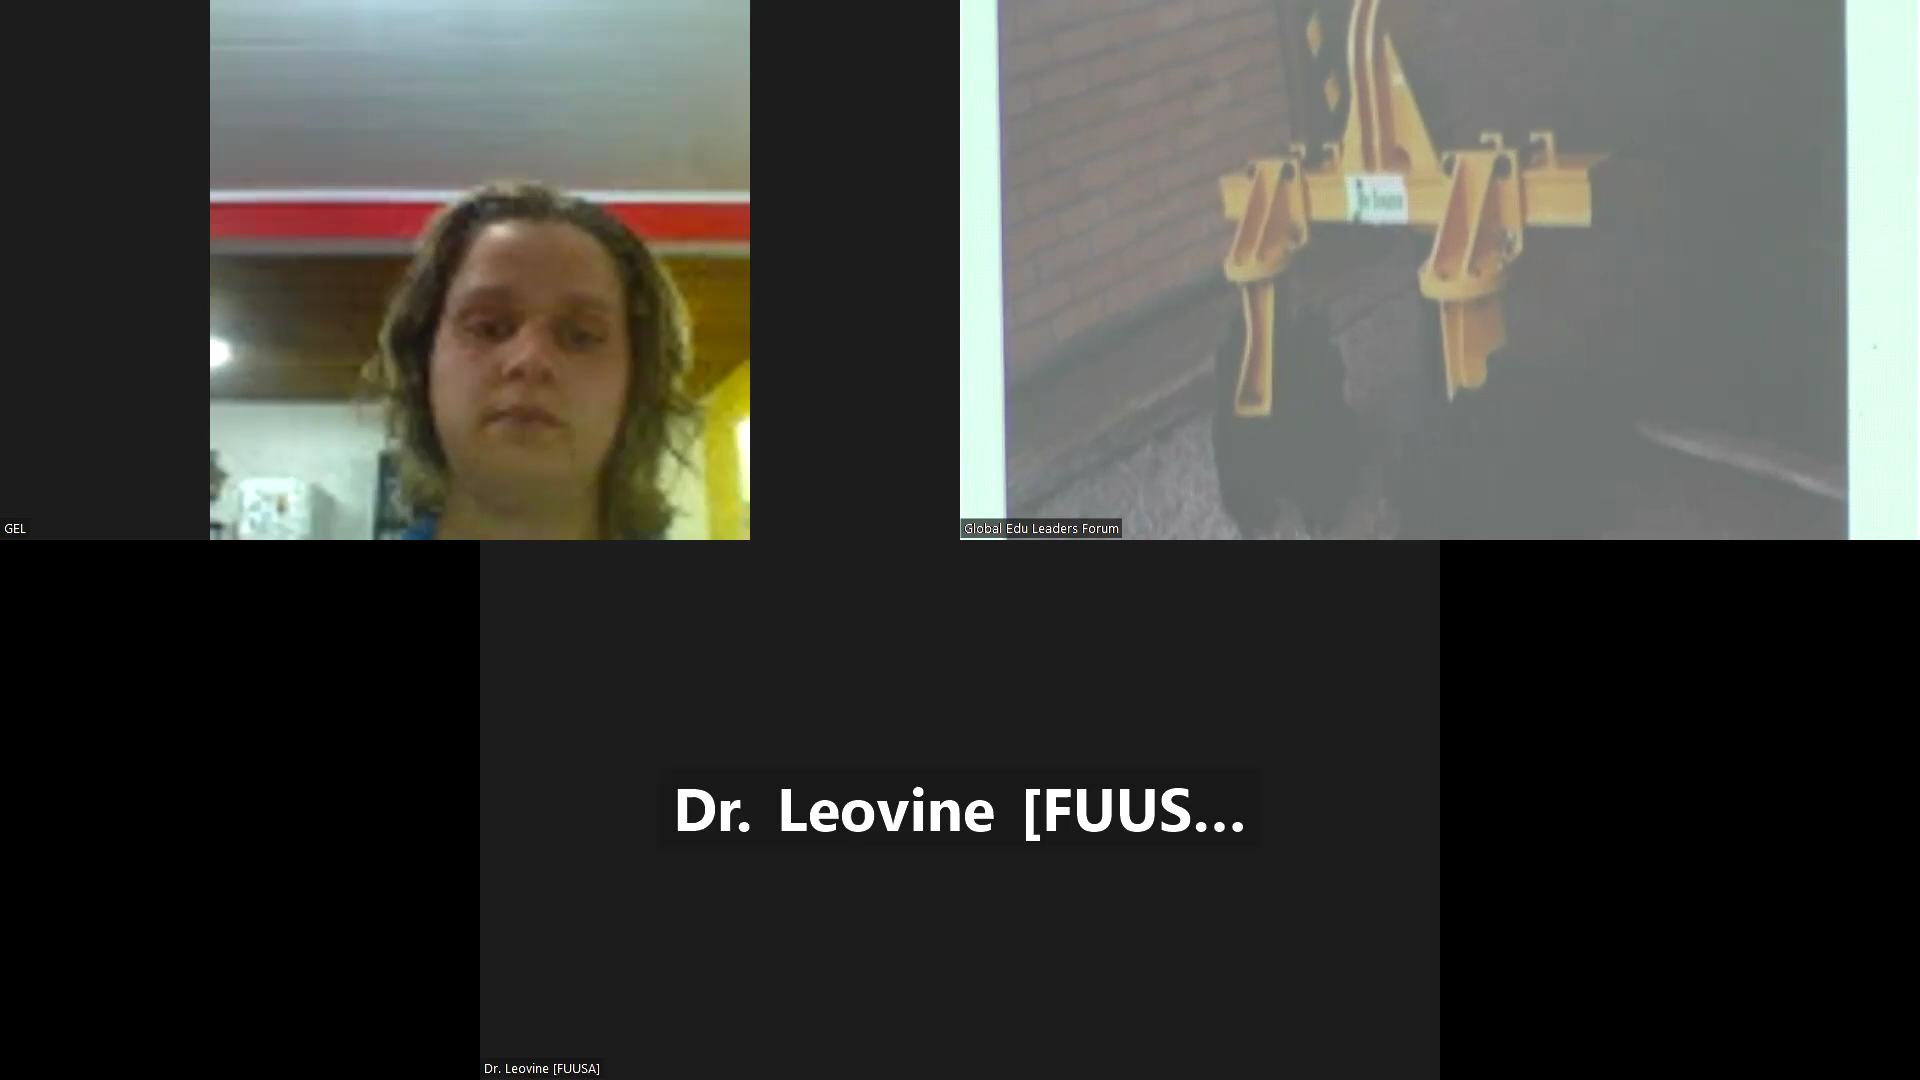 GEL
Global Edu Leaders Forum
Dr. Leovine [FUUS...
Dr. Leovine [FUUSA]